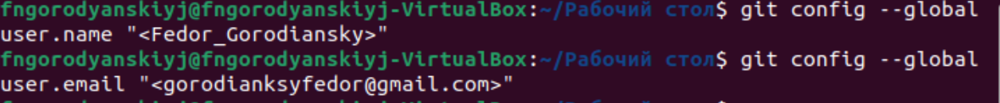 fngorodyanskiyj@fngorodyanskiyj-VirtualBox:~/Рабочий стол$ git config --global
user.name "<Fedor_Gorodiansky>"
fngorodyanskiyj@fngorodyanskiyj-VirtualBox:~/Рабочий стол$ git config --global
user.email "<gorodianksyfedor@gmail.com>"